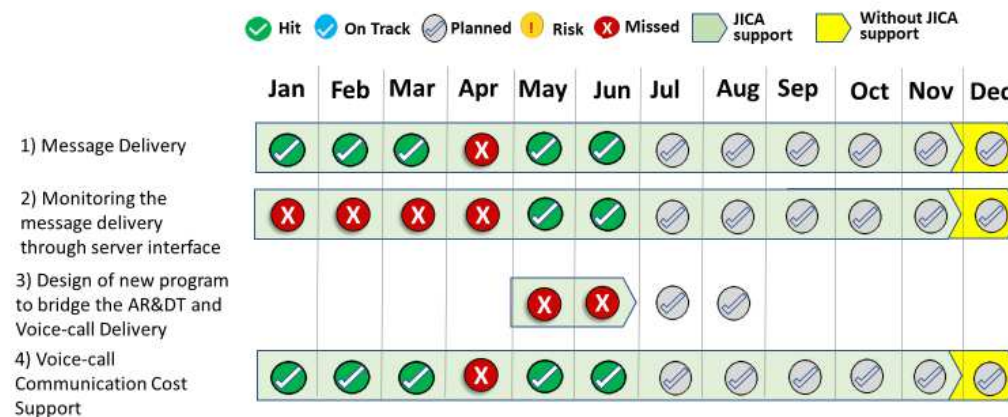 Hit On Track Planned Risk Missed JICA support Without JICA support
Jan Feb Mar Apr May Jun Jul Aug Sep Oct Nov Dec
1) Message Delivery
2) Monitoring the
message delivery
through server interface
3) Design of new program
to bridge the AR&DT and
Voice-call Delivery
4) Voice-call
Communication Cost
Support